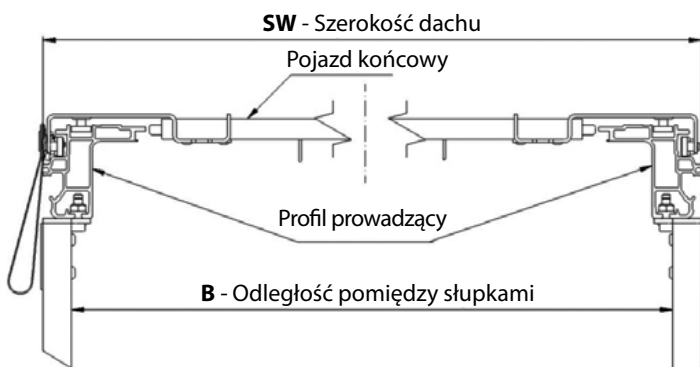 SW - Szerokość dachu
Pojazd końcowy
Profil prowadzący
B - Odległość pomiędzy słupkami